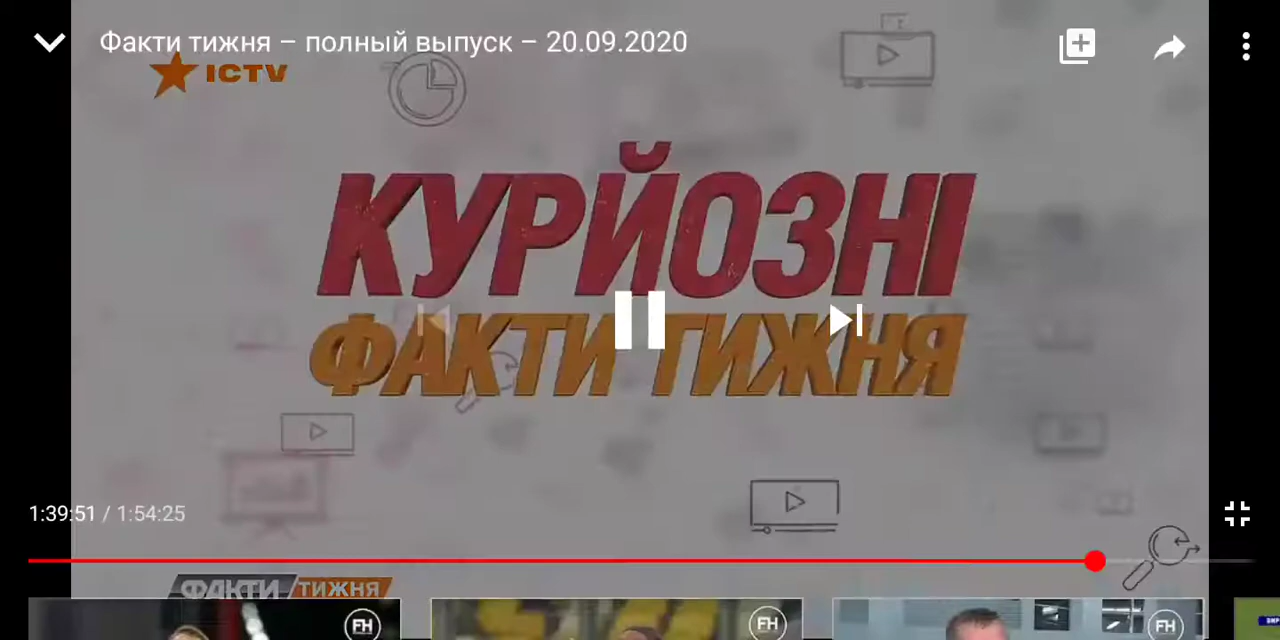 Факти тижня – полный выпуск – 20.09.2020
ICTV
КУРЙОЗНІ
ФАКТИ ТИЖНЯ
1:39:51 / 1:54:25
ФАКТИ ТИЖНЯ
FH
FH
FH